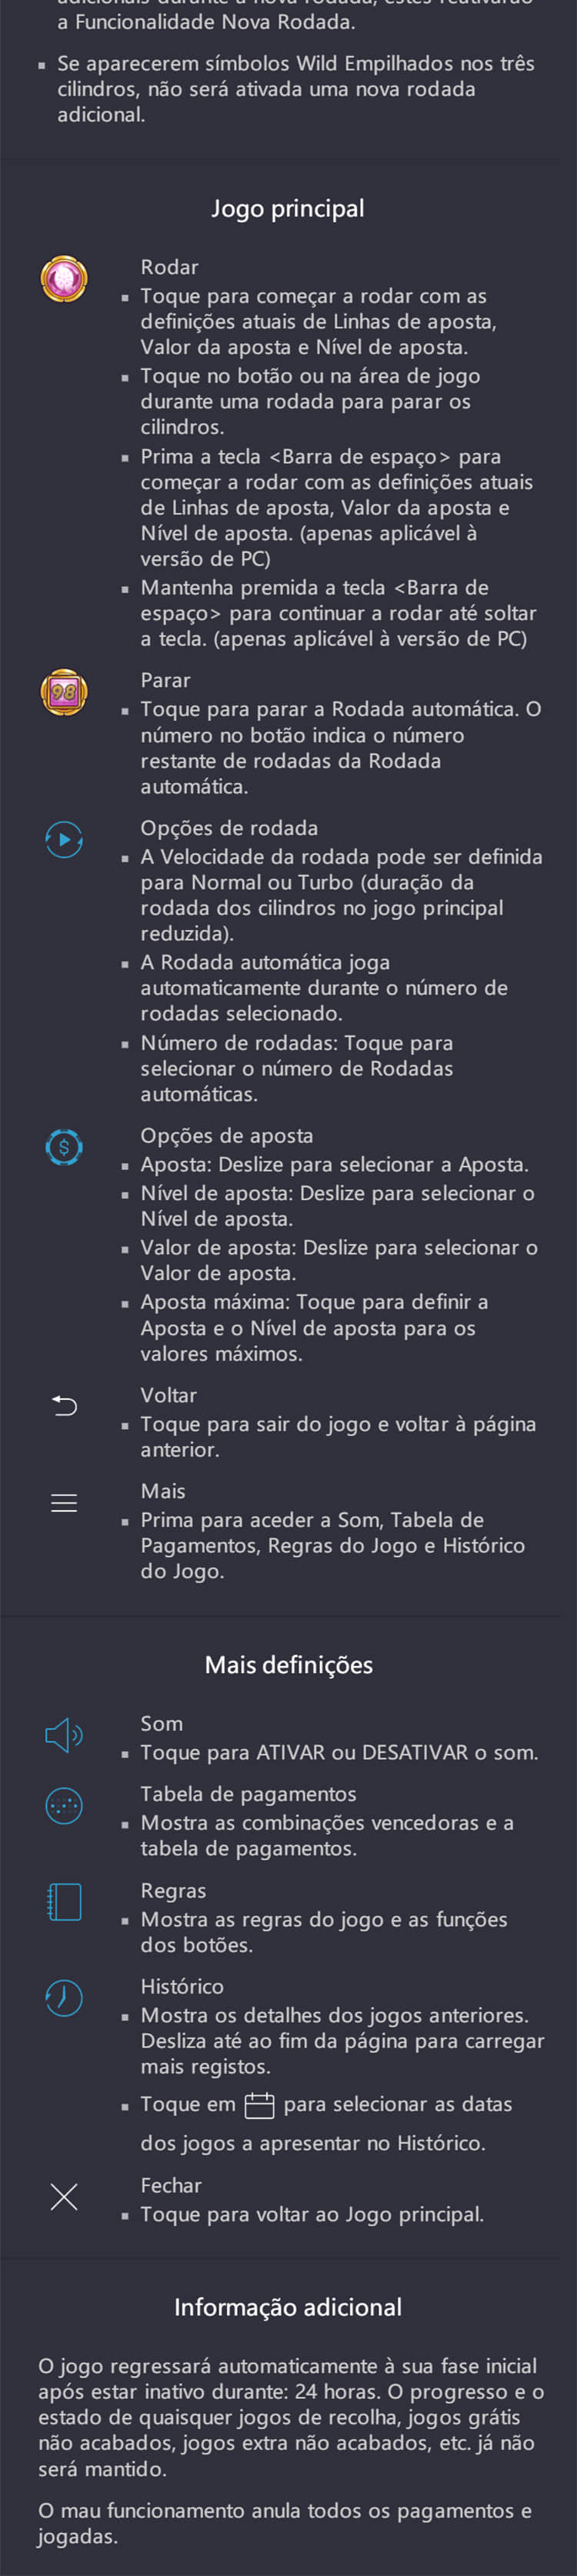 a Funcionalidade Nova Rodada.
Se aparecerem símbolos Wild Empilhados nos três
cilindros, não será ativada uma nova rodada
adicional.
Jogo principal
Rodar
Toque para começar a rodar com as
definições atuais de Linhas de aposta,
Valor da aposta e Nível de aposta.
Toque no botão ou na área de jogo
durante uma rodada para parar os
cilindros.
Prima a tecla <Barra de espaço> para
começar a rodar com as definições atuais
de Linhas de aposta, Valor da aposta e
Nível de aposta. (apenas aplicável à
versão de PC)
Mantenha premida a tecla <Barra de
espaço> para continuar a rodar até soltar
a tecla. (apenas aplicável à versão de PC)
98
Parar
Toque para parar a Rodada automática. O
número no botão indica o número
restante de rodadas da Rodada
automática.
Opções de rodada
A Velocidade da rodada pode ser definida
para Normal ou Turbo (duração da
rodada dos cilindros no jogo principal
reduzida).
A Rodada automática joga
automaticamente durante o número de
rodadas selecionado.
Número de rodadas: Toque para
selecionar o número de Rodadas
automáticas.
$
Opções de aposta
Aposta: Deslize para selecionar a Aposta.
Nível de aposta: Deslize para selecionar o
Nível de aposta.
Valor de aposta: Deslize para selecionar o
Valor de aposta.
Aposta máxima: Toque para definir a
Aposta e o Nível de aposta para os
valores máximos.
Voltar
Toque para sair do jogo e voltar à página
anterior.
Mais
Prima para aceder a Som, Tabela de
Pagamentos, Regras do Jogo e Histórico
do Jogo.
Mais definições
Som
Toque para ATIVAR ou DESATIVAR o som.
Tabela de pagamentos
Mostra as combinações vencedoras e a
tabela de pagamentos.
Regras
Mostra as regras do jogo e as funções
dos botões.
Histórico
Mostra os detalhes dos jogos anteriores.
Desliza até ao fim da página para carregar
mais registos.
Toque em para selecionar as datas
dos jogos a apresentar no Histórico.
Fechar
Toque para voltar ao Jogo principal.
Informação adicional
O jogo regressará automaticamente à sua fase inicial
após estar inativo durante: 24 horas. O progresso e o
estado de quaisquer jogos de recolha, jogos grátis
não acabados, jogos extra não acabados, etc. já não
será mantido.
O mau funcionamento anula todos os pagamentos e
jogadas.